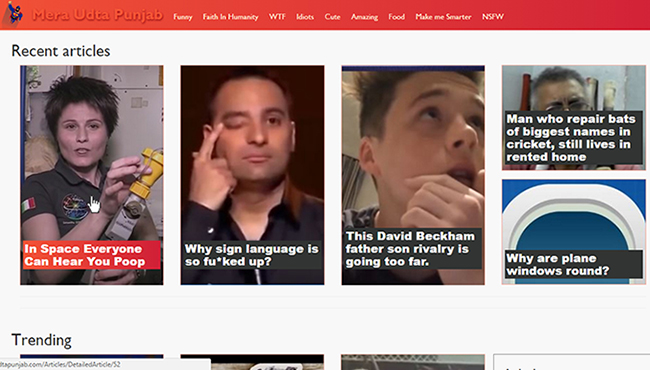 Mera Udta Punjab
Funny Faith In Humanity WTF Idiots Cute Amazing Food Make me Smarter NSFW
Recent articles
In Space Everyone
Can Hear You Poop
Why sign language is
so fu*ked up?
This David Beckham
father son rivalry is
going too far.
Man who repair bats
of biggest names in
cricket, still lives in
rented home
Why are plane
windows round?
Trending
ltapunjab.com/Articles/DetailedArticle/52